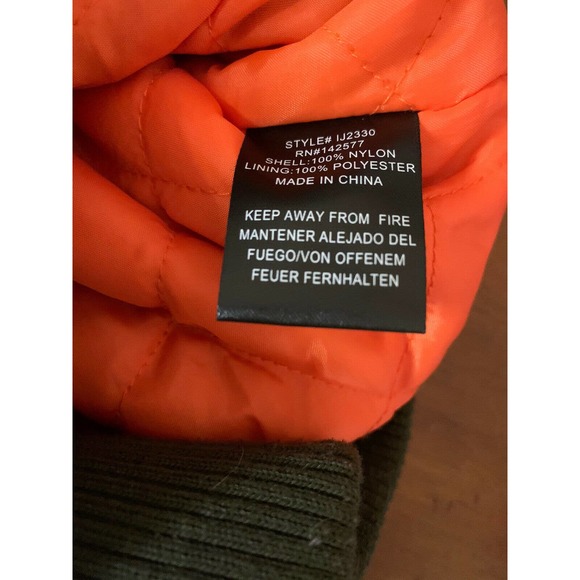 STYLE# IJ2330
RN#142577
SHELL:100% NYLON
LINING:100% POLYESTER
MADE IN CHINA
KEEP AWAY FROM FIRE
MANTENER ALEJADO DEL
FUEGO/VON OFFENEM
FEUER FERNHALTEN